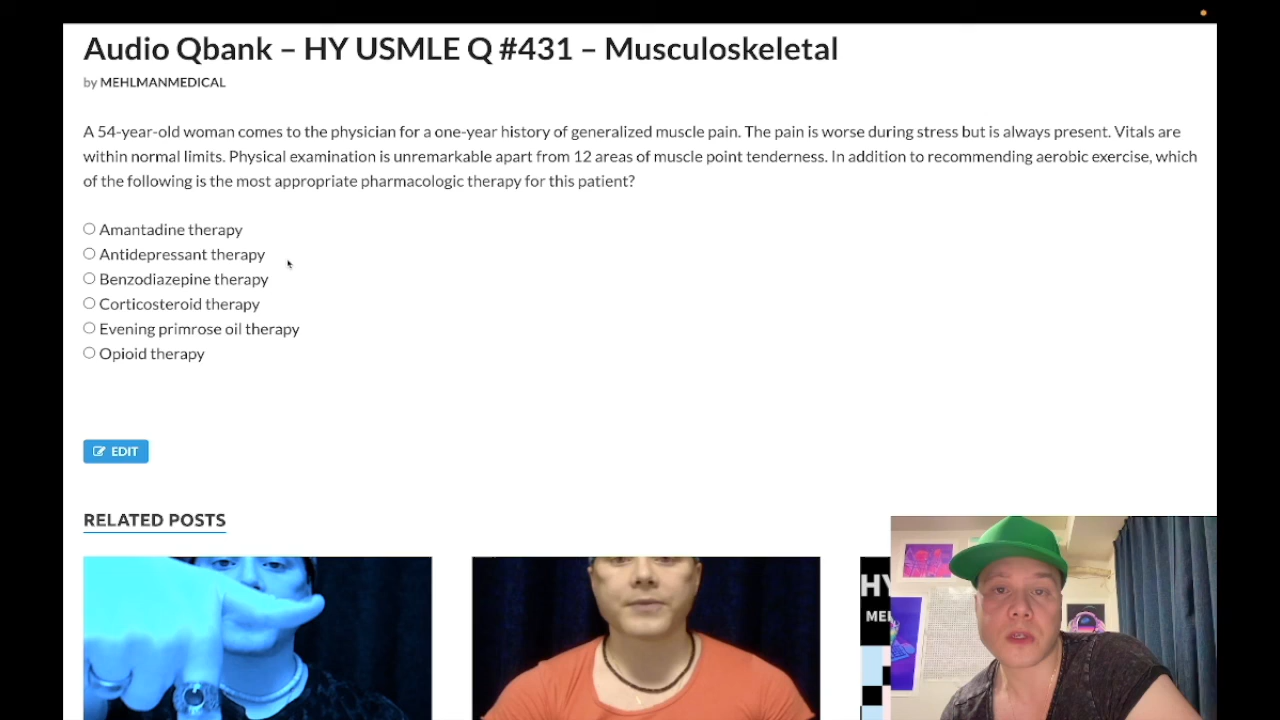 Audio Qbank – HY USMLE Q #431 – Musculoskeletal
by MEHLMANMEDICAL
A 54-year-old woman comes to the physician for a one-year history of generalized muscle pain. The pain is worse during stress but is always present. Vitals are
within normal limits. Physical examination is unremarkable apart from 12 areas of muscle point tenderness. In addition to recommending aerobic exercise, which
of the following is the most appropriate pharmacologic therapy for this patient?
Amantadine therapy
Antidepressant therapy
Benzodiazepine therapy
Corticosteroid therapy
Evening primrose oil therapy
Opioid therapy
EDIT
RELATED POSTS
HY